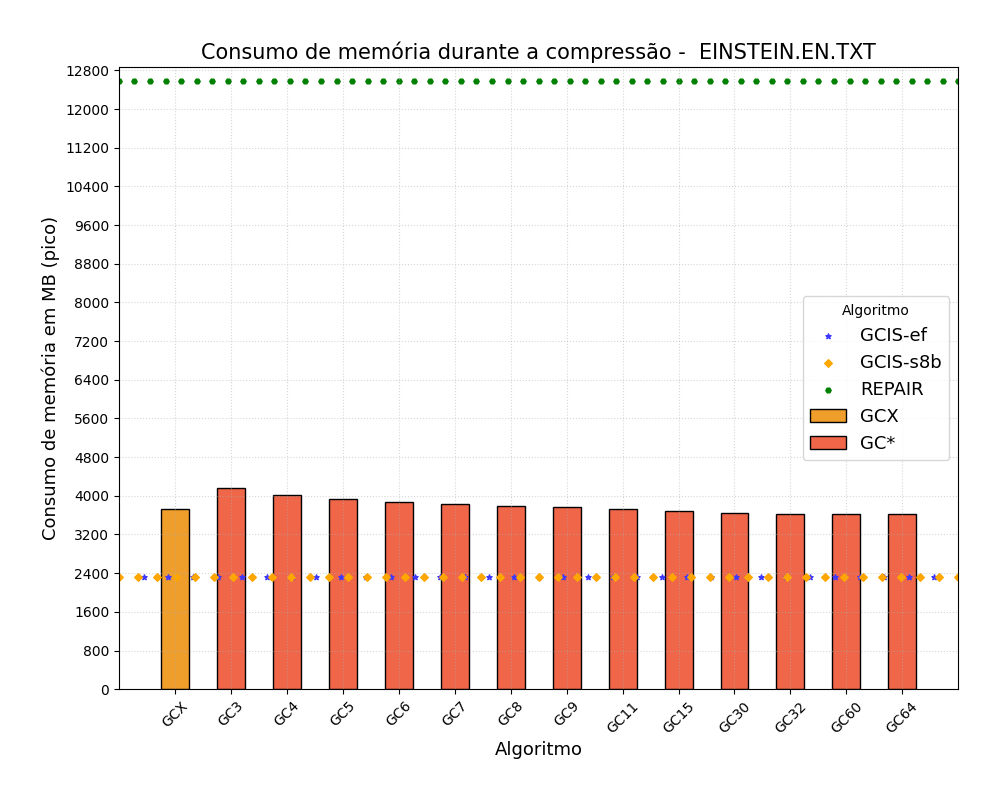 Consumo de memória durante a compressão -  EINSTEIN.EN.TXT
Consumo de memória em MB (pico)
12800
12000
11200
10400
9600
8800
8000
7200
6400
5600
4800
4000
3200
2400
1600
800
0
Algoritmo
GCIS-ef
GCIS-s8b
REPAIR
GCX
GC*
GCX
GC3
GC4
GC5
GC6
GC7
GC8
GC9
GC11
GC15
GC30
GC32
GC60
GC64
Algoritmo